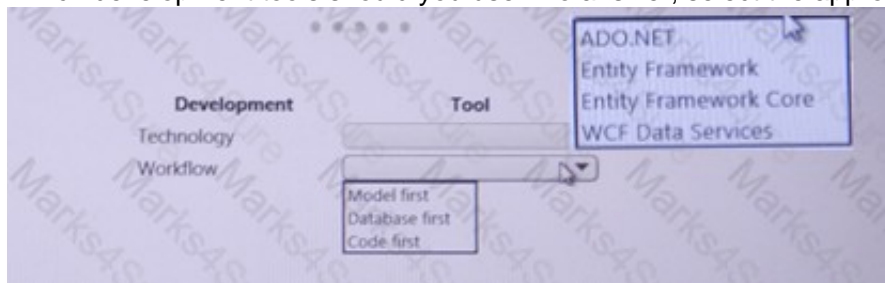 ADO.NET
Entity Framework
Development Tool Entity Framework Core
Technology WCF Data Services
Workflow
Model first
Database first
Code first
Marks4Sure